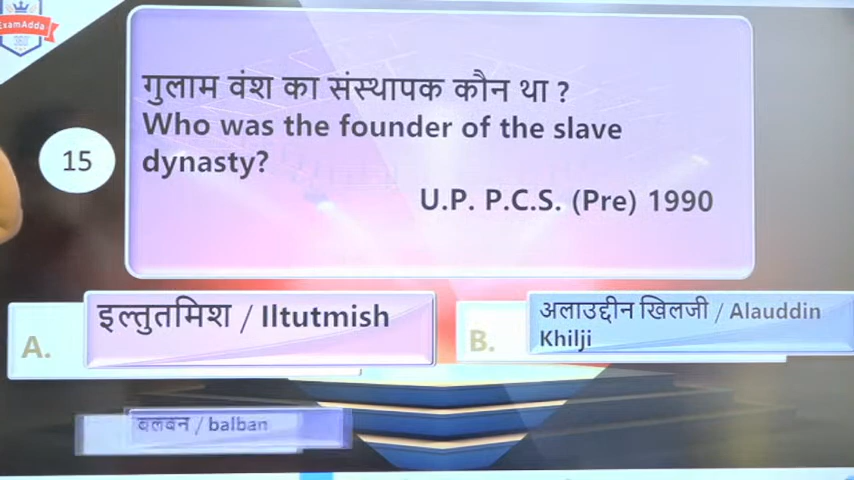 ExamAdda
360
15
गुलाम वंश का संस्थापक कौन था ?
Who was the founder of the slave
dynasty?
U.P. P.C.S. (Pre) 1990
A.
इल्तुतमिश / Iltutmish
B.
अलाउद्दीन खिलजी / Alauddin
Khilji
बलबन / balban